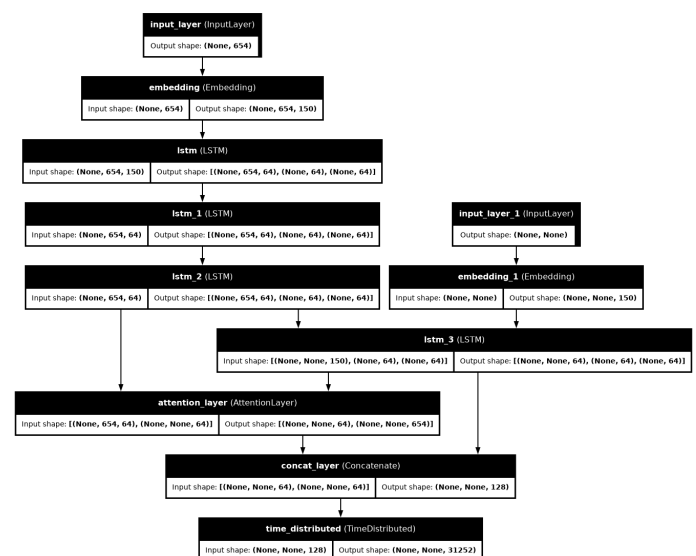 input_layer (InputLayer)
Output shape: (None, 654)
embedding (Embedding)
Input shape: (None, 654) Output shape: (None, 654, 150)
lstm (LSTM)
Input shape: (None, 654, 150) Output shape: [(None, 654, 64), (None, 64), (None, 64)]
lstm_1 (LSTM)
Input shape: (None, 654, 64) Output shape: [(None, 654, 64), (None, 64), (None, 64)]
input_layer_1 (InputLayer)
Output shape: (None, None)
lstm_2 (LSTM)
Input shape: (None, 654, 64) Output shape: [(None, 654, 64), (None, 64), (None, 64)]
embedding_1 (Embedding)
Input shape: (None, None) Output shape: (None, None, 150)
lstm_3 (LSTM)
Input shape: [(None, None, 150), (None, 64), (None, 64)] Output shape: [(None, None, 64), (None, 64), (None, 64)]
attention_layer (AttentionLayer)
Input shape: [(None, 654, 64), (None, None, 64)] Output shape: [(None, None, 64), (None, None, 654)]
concat_layer (Concatenate)
Input shape: [(None, None, 64), (None, None, 64)] Output shape: (None, None, 128)
time_distributed (TimeDistributed)
Input shape: (None, None, 128) Output shape: (None, None, 31252)